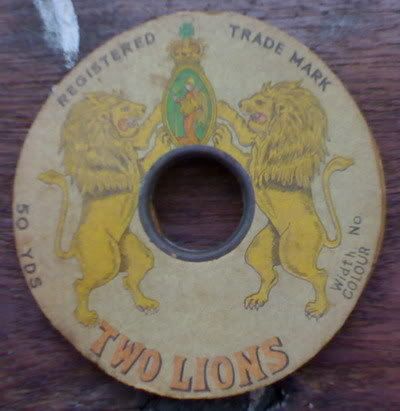 REGISTERED TRADE MARK
50 YDS
Width No.
COLOUR
TWO LIONS